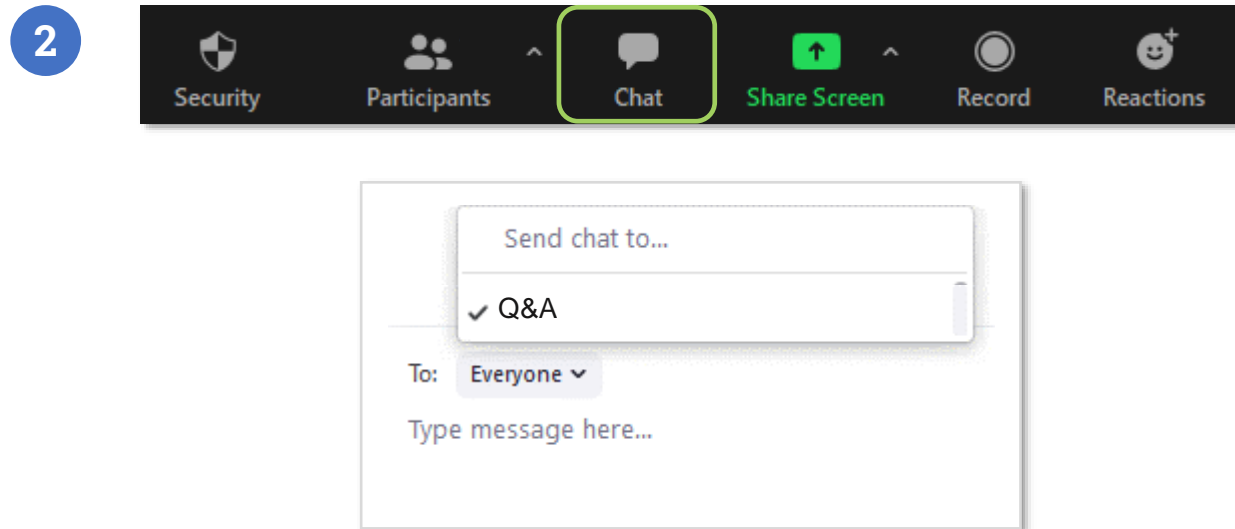 2
Security Participants Chat Share Screen Record Reactions
Send chat to...
Q&A
To: Everyone
Type message here...